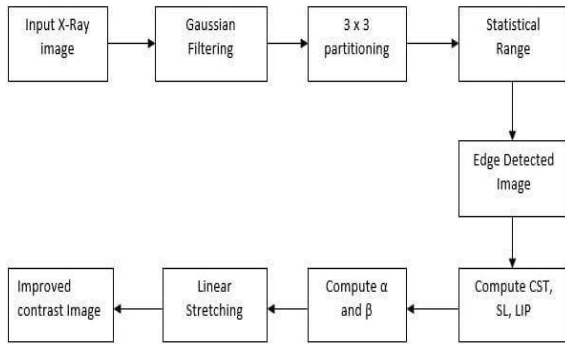 Input X-Ray
image
Gaussian
Filtering
3 x 3
partitioning
Statistical
Range
Edge Detected
Image
Compute CST,
SL, LIP
Compute α
and β
Linear
Stretching
Improved
contrast Image